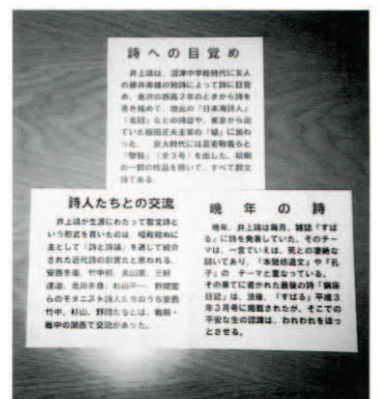 詩への目覚め
井上靖は、沼津中学校時代に友人
の藤井寿雄の短詩によって詩に目覚
め、金沢の四高2年のときから詩を
書き始めて、地元の「日本海詩人」
「北冠」などの詩誌や、東京から出
ていた福田正夫主宰の「焔」に加わ
った。 京大時代には高安敬義らと
「聖餐」(全3号)を出した。初期
の一部の作品を除いて、すべて散文
詩である。
詩人たちとの交流
井上靖が生涯にわたって散文詩と
いう形式を貫いたのは、昭和初めに
主として「詩と詩論」を通して紹介
された近代詩の影響だと思われる。
安西冬衛、竹中郁、丸山薫、三好
達治、北川冬彦、杉山平一、野間宏
らのモダニスト詩人たちのうち安西
竹中、杉山、野間たちとは、戦前・
戦中の関西で交流があった。
晩年の詩
晩年、井上靖は毎月、雑誌「すば
る」に詩を発表していた。そのテー
マは、一言でいえば、死との凄絶な
闘いであり、「本覚坊遺文」や「孔
子」の テーマと重なっている。
その果てに書かれた最後の詩「病床
日記」は、没後、「すばる」平成3
年3月号に掲載されたが、そこでの
平安な生の認識は、われわれをほっ
とさせる。